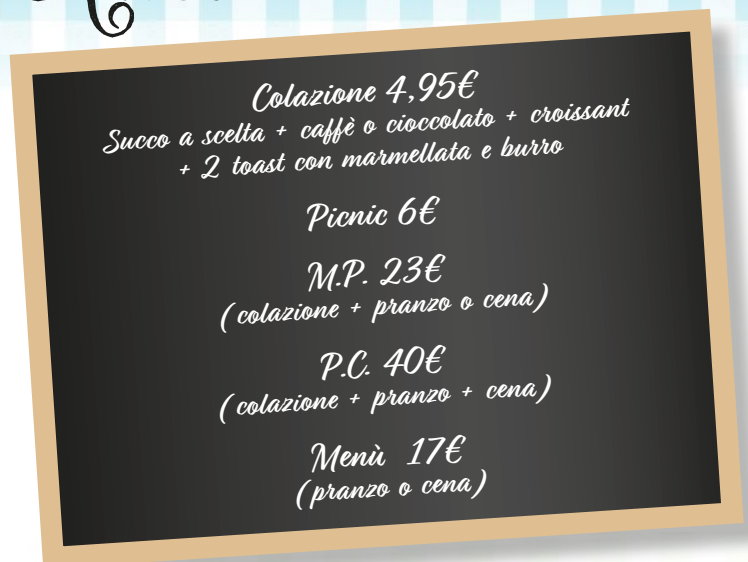 Colazione 4,95€
Succo a scelta + caffè o cioccolato + croissant
+ 2 toast con marmellata e burro
Picnic 6€
M.P. 23€
(colazione + pranzo o cena)
P.C. 40€
(colazione + pranzo + cena)
Menù 17€
(pranzo o cena)